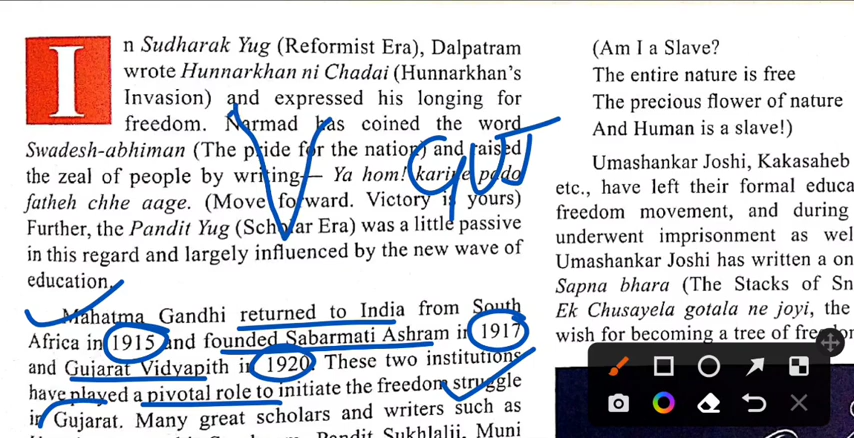 In Sudharak Yug (Reformist Era), Dalpatram
wrote Hunnarkhan ni Chadai (Hunnarkhan's
Invasion) and expressed his longing for
freedom. Narmad has coined the word
Swadesh-abhiman (The pride for the nation) and raised
the zeal of people by writing— Ya hom! karine pado
fatheh chhe aage. (Move forward. Victory is yours)
Further, the Pandit Yug (Scholar Era) was a little passive
in this regard and largely influenced by the new wave of
education.
Mahatma Gandhi returned to India from South
Africa in 1915 and founded Sabarmati Ashram in 1917
and Gujarat Vidyapith in 1920. These two institutions
have played a pivotal role to initiate the freedom struggle
in Gujarat. Many great scholars and writers such as
Pandit Sukhlalji, Muni
GUJ
(Am I a Slave?
The entire nature is free
The precious flower of nature
And Human is a slave!)
Umashankar Joshi, Kakasaheb
etc., have left their formal educa
freedom movement, and during
underwent imprisonment as wel
Umashankar Joshi has written a on
Sapna bhara (The Stacks of Sn
Ek Chusayela gotala ne joyi, the
wish for becoming a tree of freedom